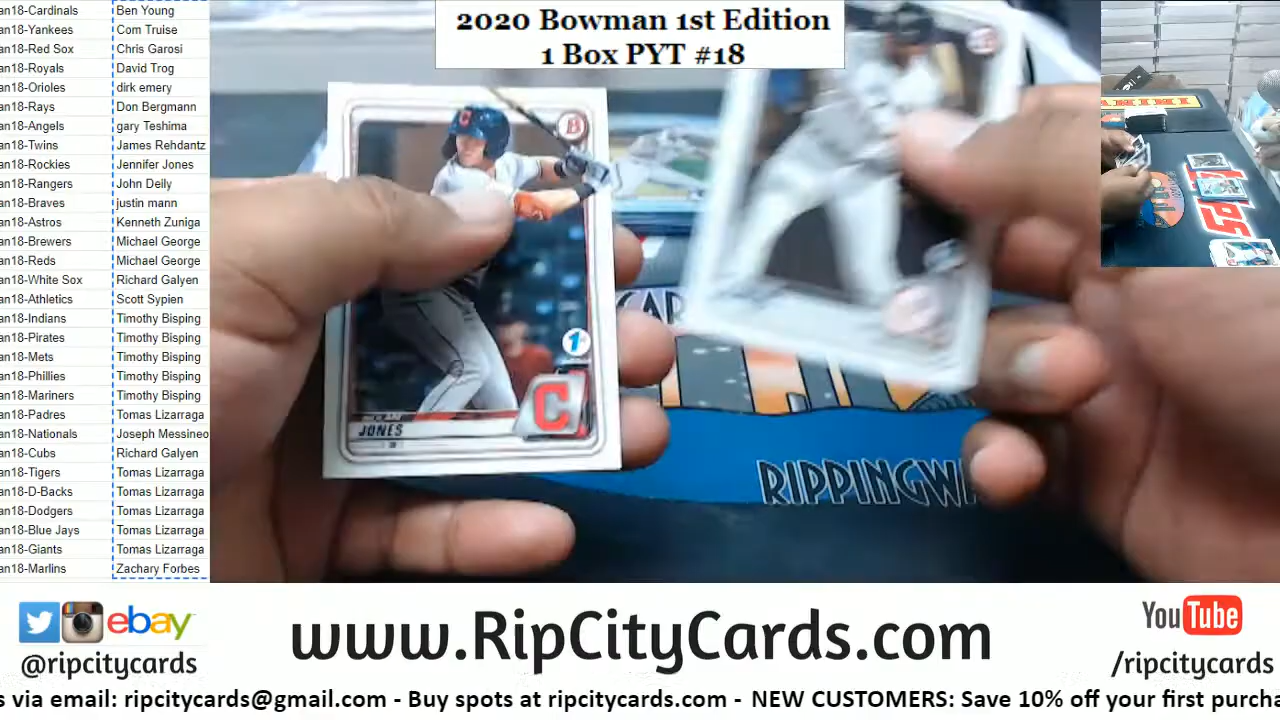 an18-Cardinals Ben Young
an18-Yankees Com Truise
an18-Red Sox Chris Garosi
an18-Royals David Trog
an18-Orioles dirk emery
an18-Rays Don Bergmann
an18-Angels gary Teshima
an18-Twins James Rehdantz
an18-Rockies Jennifer Jones
an18-Rangers John Deily
an18-Braves justin mann
an18-Astros Kenneth Zuniga
an18-Brewers Michael George
an18-Reds Michael George
an18-White Sox Richard Galyen
an18-Athletics Scott Sypien
an18-Indians Timothy Bisping
an18-Pirates Timothy Bisping
an18-Mets Timothy Bisping
an18-Phillies Timothy Bisping
an18-Mariners Timothy Bisping
an18-Padres Tomas Lizarraga
an18-Nationals Joseph Messineo
an18-Cubs Richard Galyen
an18-Tigers Tomas Lizarraga
an18-D-Backs Tomas Lizarraga
an18-Dodgers Tomas Lizarraga
an18-Blue Jays Tomas Lizarraga
an18-Giants Tomas Lizarraga
an18-Marlins Zachary Forbes
2020 Bowman 1st Edition
1 Box PYT #18
C
B
1
C
JONES
CAR
RIPPINGWA
PANINI
ebay
@ripcitycards
www.RipCityCards.com
YouTube
/ripcitycards
s via email: ripcitycards@gmail.com - Buy spots at ripcitycards.com - NEW CUSTOMERS: Save 10% off your first purcha